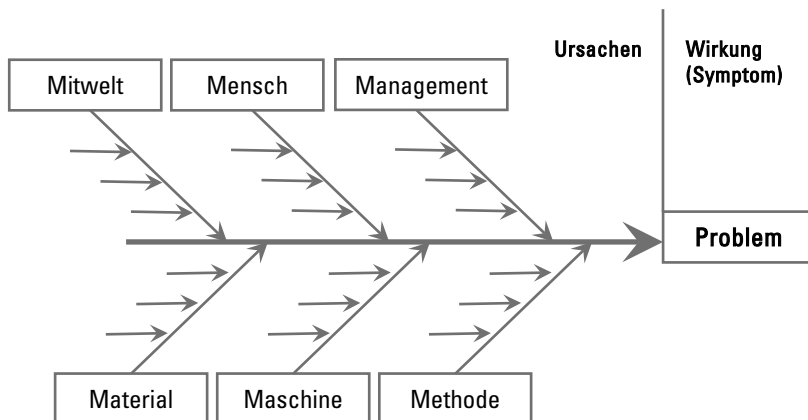 Ursachen
Wirkung
(Symptom)
Mitwelt
Mensch
Management
Problem
Material
Maschine
Methode